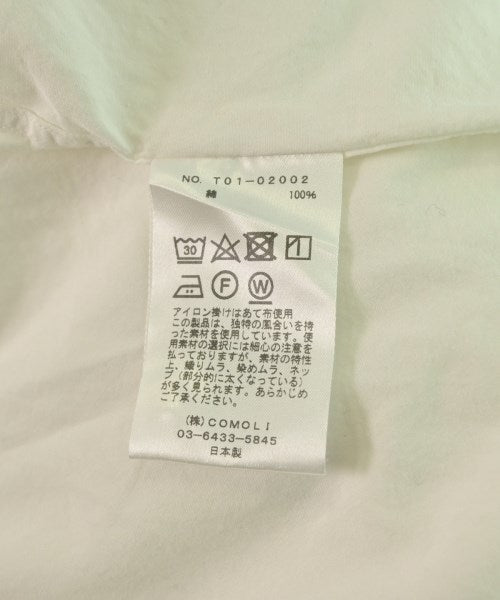 NO. T01-02002
綿 100%
30
F
W
アイロン掛けはあて布使用
この製品は、独特の風合いを持
った素材を使用しています。使
用素材の選択には細心の注意を
払っておりますが、素材の特性
上、織りムラ、染めムラ、ネッ
プ(部分的に太くなっている)
が多く見られます。あらかじめ
ご了承ください。
(株)COMOLI
03-6433-5845
日本製